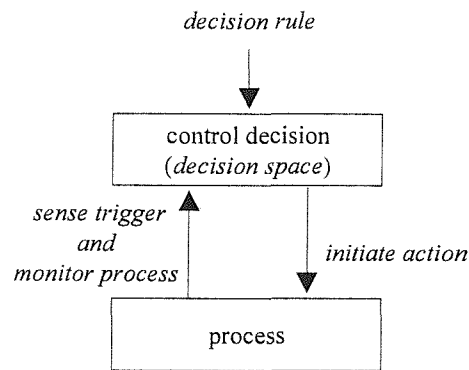 decision rule
control decision
(decision space)
sense trigger
and
monitor process
initiate action
process